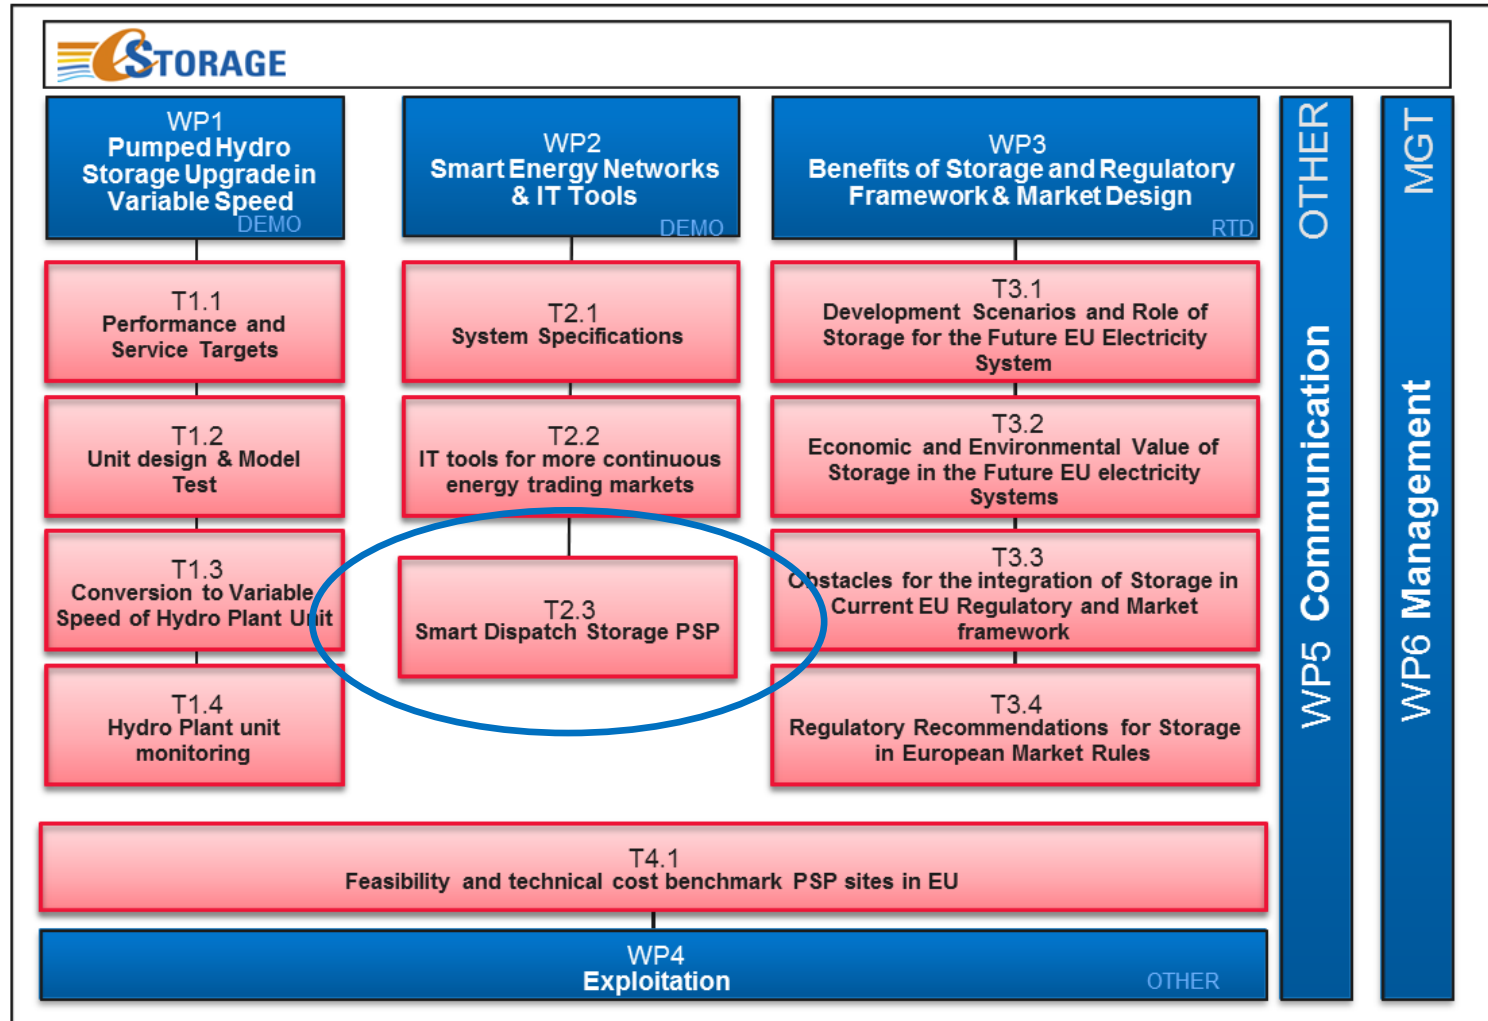 eSTORAGE
WP1
Pumped Hydro
Storage Upgrade in
Variable Speed
DEMO
T1.1
Performance and
Service Targets
T1.2
Unit design & Model
Test
T1.3
Conversion to Variable
Speed of Hydro Plant Unit
T1.4
Hydro Plant unit
monitoring
WP2
Smart Energy Networks
& IT Tools
DEMO
T2.1
System Specifications
T2.2
IT tools for more continuous
energy trading markets
T2.3
Smart Dispatch Storage PSP
WP3
Benefits of Storage and Regulatory
Framework & Market Design
RTD
T3.1
Development Scenarios and Role of
Storage for the Future EU Electricity
System
T3.2
Economic and Environmental Value of
Storage in the Future EU electricity
Systems
T3.3
Obstacles for the integration of Storage in
Current EU Regulatory and Market
framework
T3.4
Regulatory Recommendations for Storage
in European Market Rules
T4.1
Feasibility and technical cost benchmark PSP sites in EU
WP4
Exploitation
OTHER
WP5 Communication OTHER
WP6 Management MGT